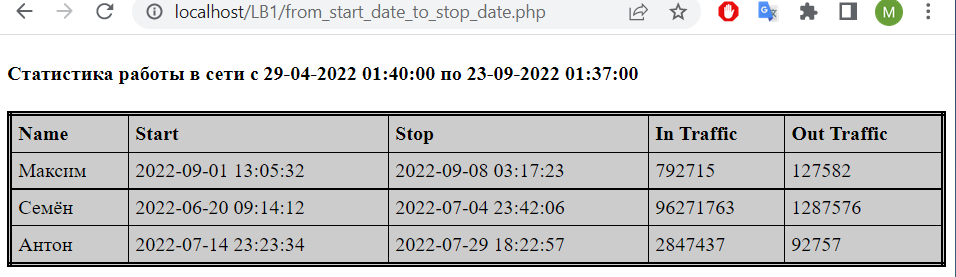 localhost/LB1/from_start_date_to_stop_date.php
M
Статистика работы в сети с 29-04-2022 01:40:00 по 23-09-2022 01:37:00
Name Start Stop In Traffic Out Traffic
Максим 2022-09-01 13:05:32 2022-09-08 03:17:23 792715 127582
Семён 2022-06-20 09:14:12 2022-07-04 23:42:06 96271763 1287576
Антон 2022-07-14 23:23:34 2022-07-29 18:22:57 2847437 92757